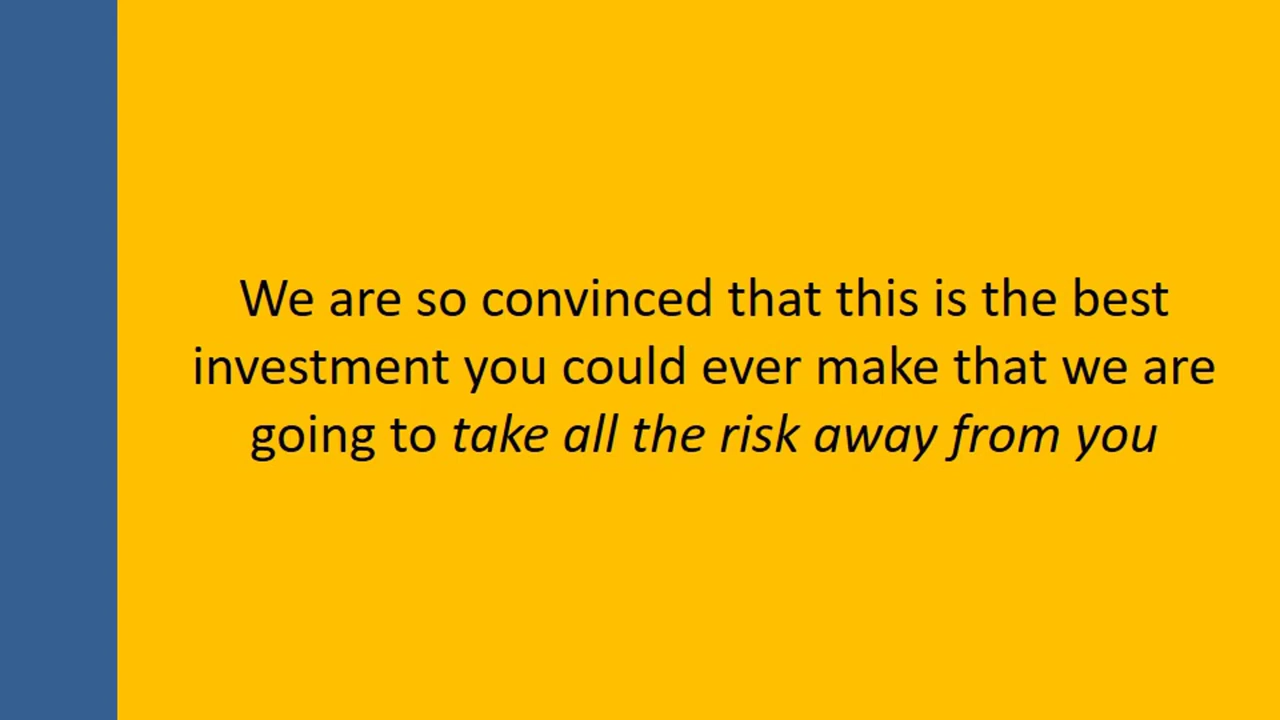 We are so convinced that this is the best
investment you could ever make that we are
going to take all the risk away from you